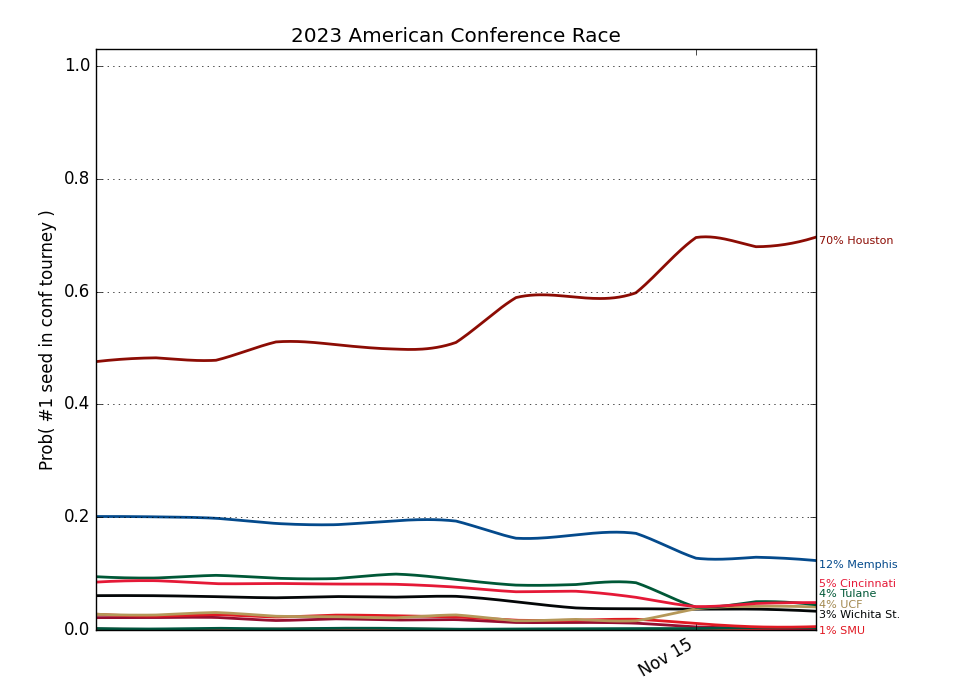 2023 American Conference Race
Prob( #1 seed in conf tourney )
1.0
0.8
0.6
0.4
0.2
0.0
Nov 15
70% Houston
12% Memphis
5% Cincinnati
4% Tulane
4% UCF
3% Wichita St.
1% SMU